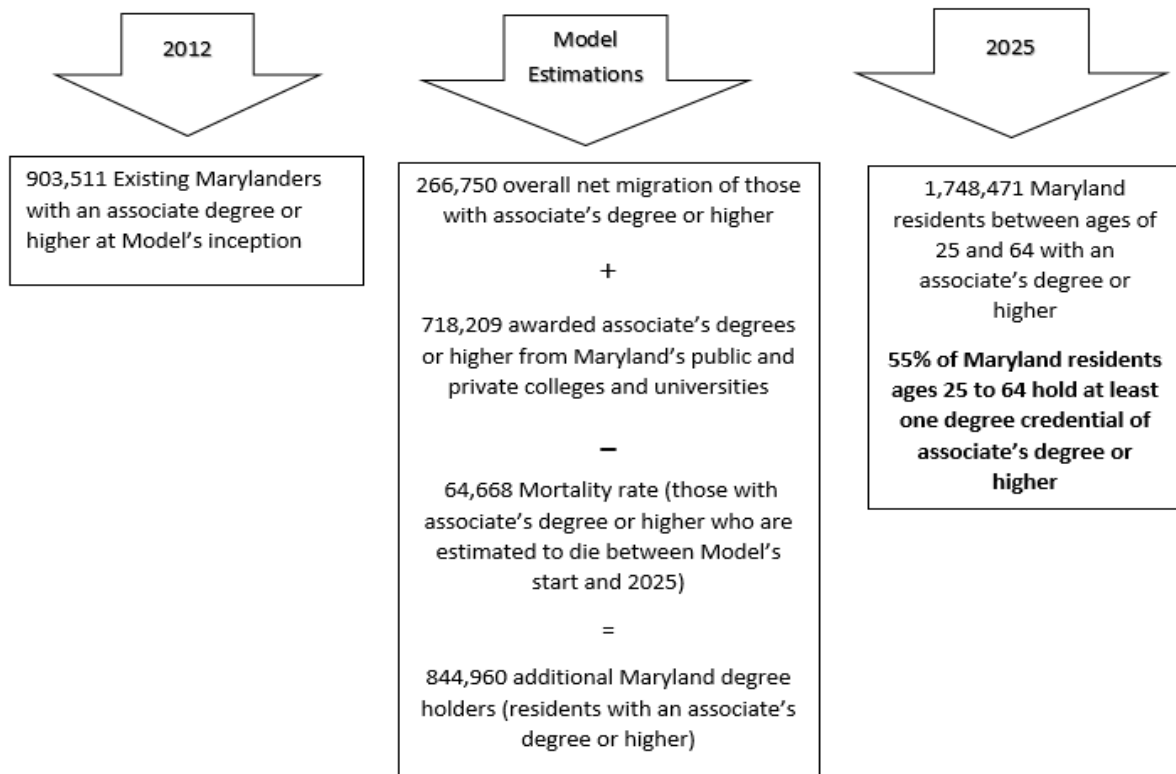 2012
903,511 Existing Marylanders
with an associate degree or
higher at Model’s inception
Model
Estimations
266,750 overall net migration of those
with associate’s degree or higher
+
718,209 awarded associate’s degrees
or higher from Maryland’s public and
private colleges and universities
–
64,668 Mortality rate (those with
associate’s degree or higher who are
estimated to die between Model’s
start and 2025)
=
844,960 additional Maryland degree
holders (residents with an associate’s
degree or higher)
2025
1,748,471 Maryland
residents between ages of
25 and 64 with an
associate’s degree or
higher
55% of Maryland residents
ages 25 to 64 hold at least
one degree credential of
associate’s degree or
higher